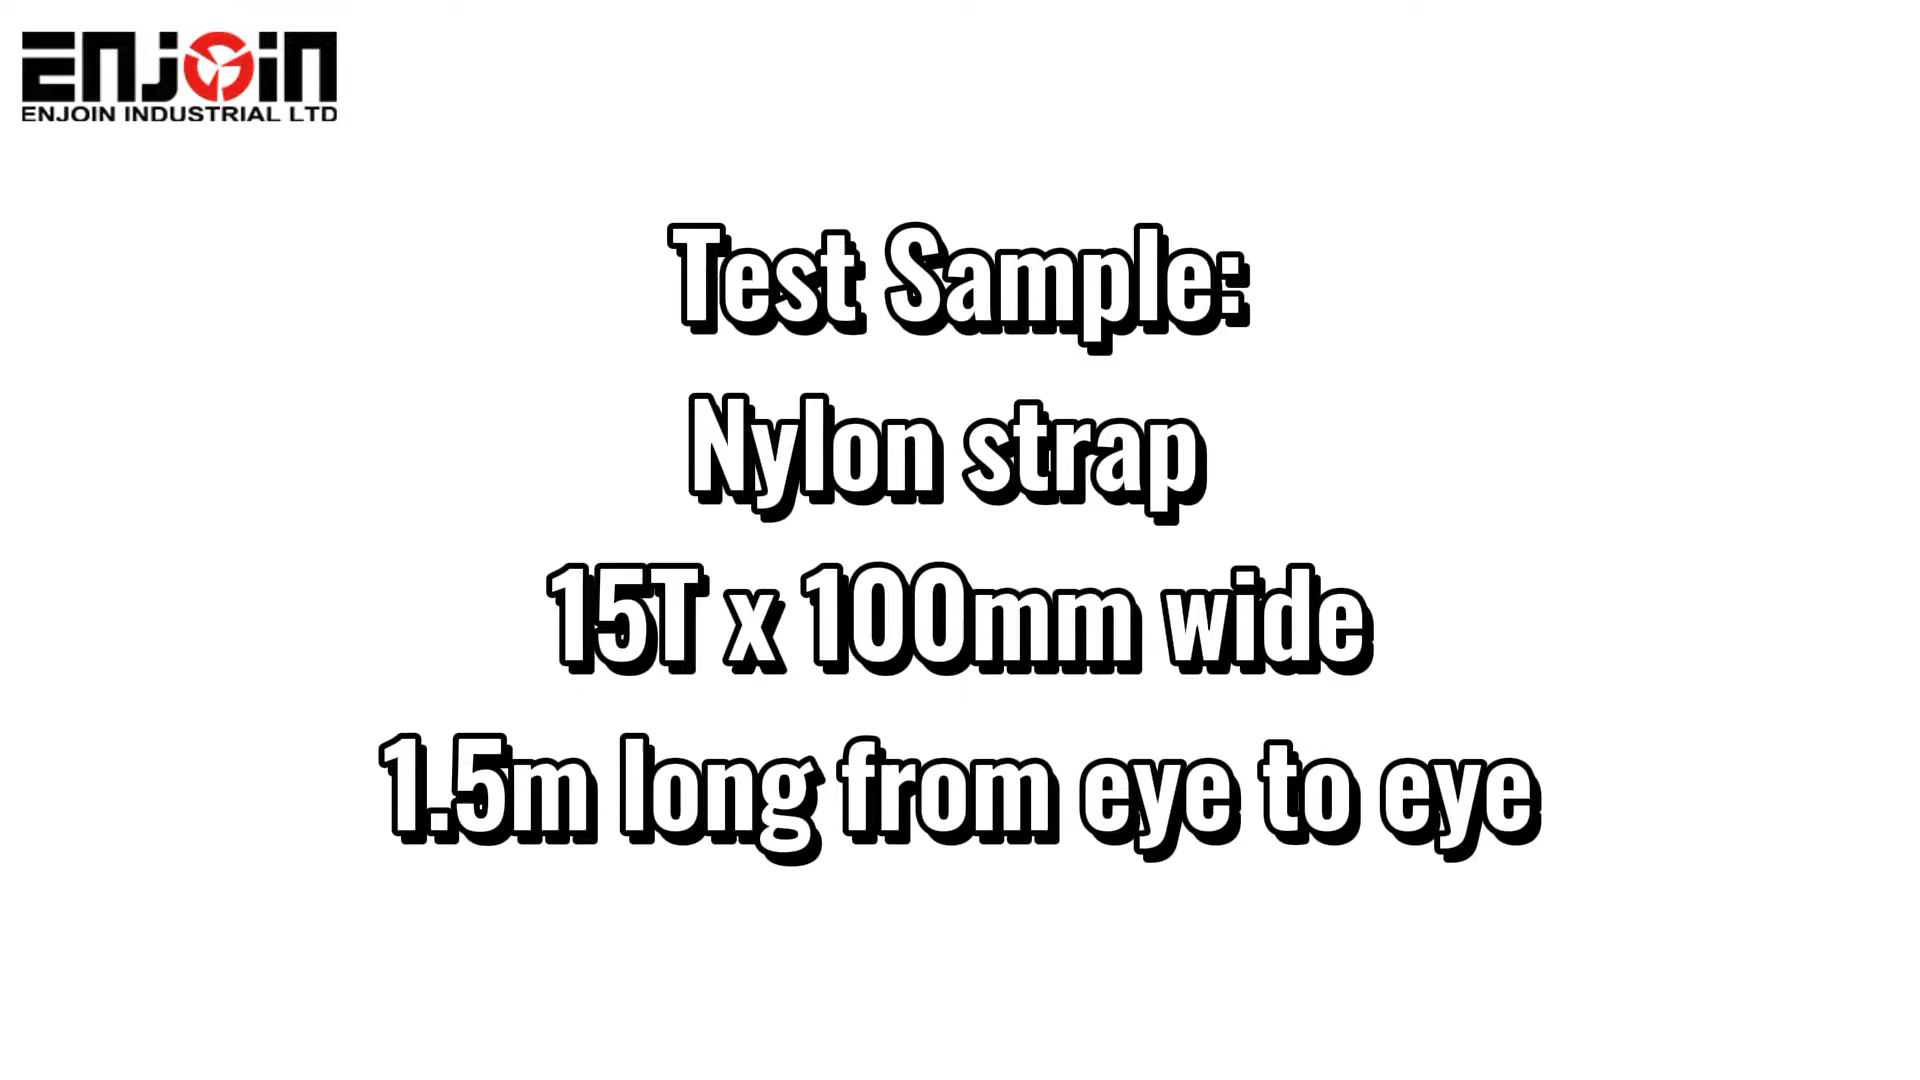 ENJOIN
ENJOIN INDUSTRIAL LTD
Test Sample:
Nylon strap
15T x 100mm wide
1.5m long from eye to eye